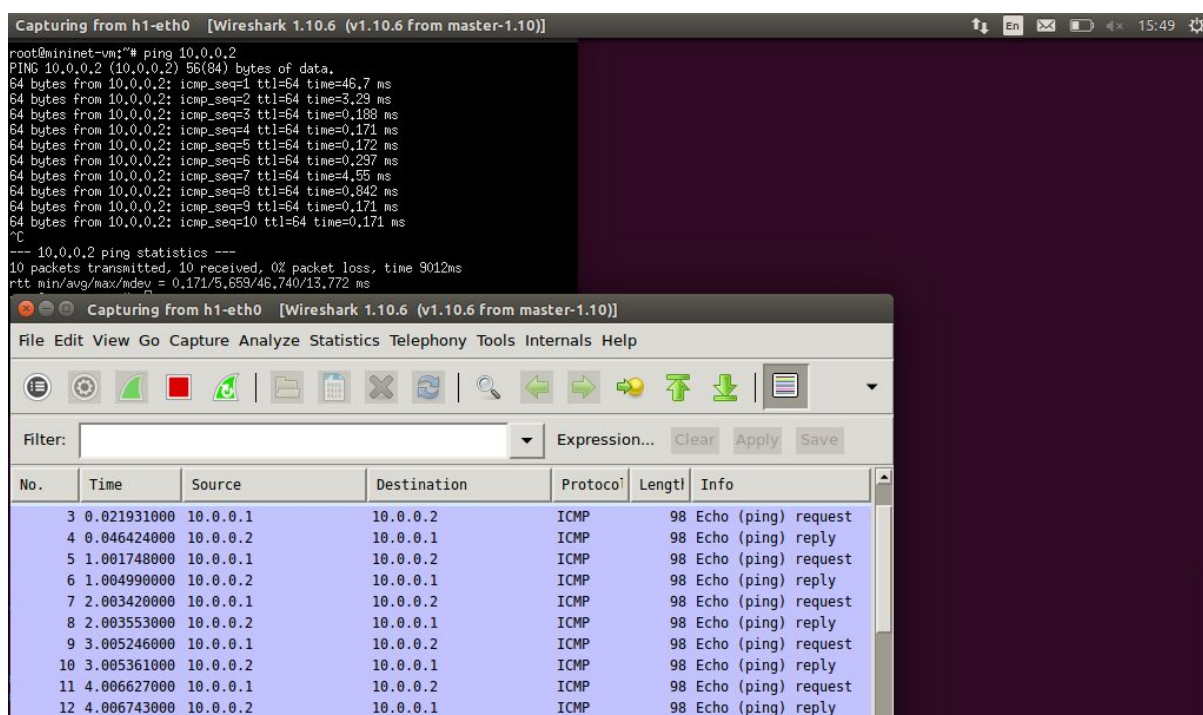 Capturing from h1-eth0 [Wireshark 1.10.6 (v1.10.6 from master-1.10)]
En
15:49
root@mininet-vm:~# ping 10.0.0.2
PING 10.0.0.2 (10.0.0.2) 56(84) bytes of data.
64 bytes from 10.0.0.2: icmp_seq=1 ttl=64 time=46.7 ms
64 bytes from 10.0.0.2: icmp_seq=2 ttl=64 time=3.29 ms
64 bytes from 10.0.0.2: icmp_seq=3 ttl=64 time=0.188 ms
64 bytes from 10.0.0.2: icmp_seq=4 ttl=64 time=0.171 ms
64 bytes from 10.0.0.2: icmp_seq=5 ttl=64 time=0.172 ms
64 bytes from 10.0.0.2: icmp_seq=6 ttl=64 time=0.297 ms
64 bytes from 10.0.0.2: icmp_seq=7 ttl=64 time=4.55 ms
64 bytes from 10.0.0.2: icmp_seq=8 ttl=64 time=0.842 ms
64 bytes from 10.0.0.2: icmp_seq=9 ttl=64 time=0.171 ms
64 bytes from 10.0.0.2: icmp_seq=10 ttl=64 time=0.171 ms
^C
--- 10.0.0.2 ping statistics ---
10 packets transmitted, 10 received, 0% packet loss, time 9012ms
rtt min/avg/max/mdev = 0.171/5.659/46.740/13.772 ms
Capturing from h1-eth0 [Wireshark 1.10.6 (v1.10.6 from master-1.10)]
File Edit View Go Capture Analyze Statistics Telephony Tools Internals Help
Filter: Expression... Clear Apply Save
No. Time Source Destination Protocol Lengtl Info
3 0.021931000 10.0.0.1 10.0.0.2 ICMP 98 Echo (ping) request
4 0.046424000 10.0.0.2 10.0.0.1 ICMP 98 Echo (ping) reply
5 1.001748000 10.0.0.1 10.0.0.2 ICMP 98 Echo (ping) request
6 1.004990000 10.0.0.2 10.0.0.1 ICMP 98 Echo (ping) reply
7 2.003420000 10.0.0.1 10.0.0.2 ICMP 98 Echo (ping) request
8 2.003553000 10.0.0.2 10.0.0.1 ICMP 98 Echo (ping) reply
9 3.005246000 10.0.0.1 10.0.0.2 ICMP 98 Echo (ping) request
10 3.005361000 10.0.0.2 10.0.0.1 ICMP 98 Echo (ping) reply
11 4.006627000 10.0.0.1 10.0.0.2 ICMP 98 Echo (ping) request
12 4.006743000 10.0.0.2 10.0.0.1 ICMP 98 Echo (ping) reply